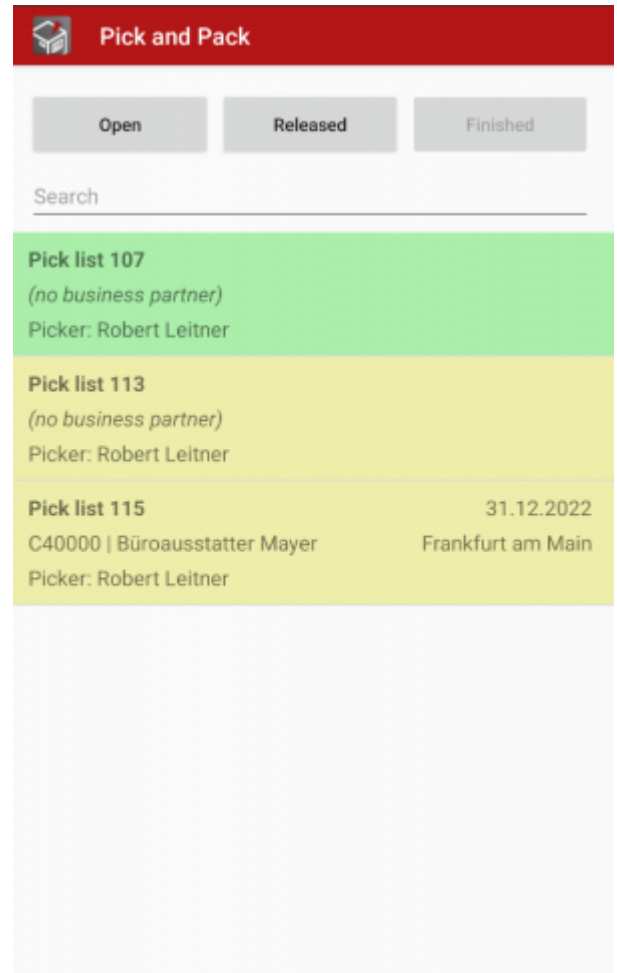 Pick and Pack
Open Released Finished
Search
Pick list 107
(no business partner)
Picker: Robert Leitner
Pick list 113
(no business partner)
Picker: Robert Leitner
Pick list 115 31.12.2022
C40000 | Büroausstatter Mayer Frankfurt am Main
Picker: Robert Leitner